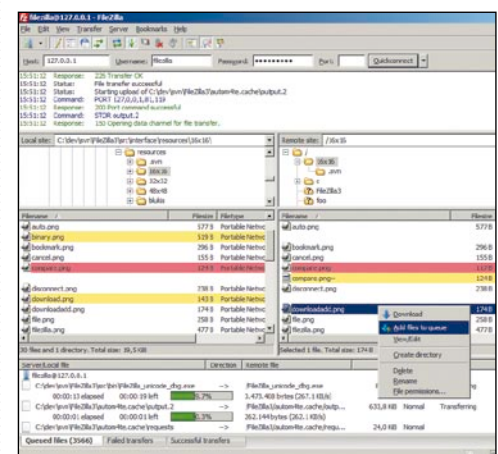 filezilla@127.0.0.1 - FileZilla
File Edit View Transfer Server Bookmarks Help
Host: 127.0.0.1 Username: filezilla Password: ●●●●●●●●● Port: Quickconnect
15:51:12 Response: 226 Transfer OK
15:51:12 Status: File transfer successful
15:51:12 Status: Starting upload of C:\dev\svn\FileZilla3\autom4te.cache\output.2
15:51:12 Command: PORT 127,0,0,1,
15:51:12 Response: 200 Port command successful
15:51:12 Command: STOR output.2
15:51:12 Response: 150 Opening data channel for file transfer.
Local site: C:\dev\svn\FileZilla3\src\interface\resources\16x16\
Remote site: /16x16
resources
.svn
16x16
32x32
48x48
blukis
/
16x16
.svn
c
FileZilla3
foo
Filename / Filesize Filetype
auto.png 577 B Portable Netwo
binary.png 519 B Portable Netwo
bookmark.png 296 B Portable Netwo
cancel.png 155 B Portable Netwo
compare.png Portable Netwo
disconnect.png 238 B Portable Netwo
download.png 143 B Portable Netwo
downloadadd.png 174 B Portable Netwo
file.png 258 B Portable Netwo
filezilla.png 477 B Portable Netwo
20 files and 1 directory. Total size: 19,5 KB
Filename / Filesize
auto.png 577 B
bookmark.png 296 B
cancel.png 155 B
compare.png 117 B
compare.png~ 124 B
disconnect.png 238 B
downloadadd.png 174 B
file.png 258 B
filezilla.png 477 B
Selected 1 file. Total size: 174 B
Download
Add files to queue
View/Edit
Create directory
Delete
Rename
File permissions...
Server/Local file Direction Remote file
filezilla@127.0.0.1
C:\dev\svn\FileZilla3\src\bin\FileZilla_unicode_dbg.exe --> /FileZilla_unicode_dbg.exe
00:00:13 elapsed 00:00:19 left 3.473.408 bytes (267.1 KB/s)
C:\dev\svn\FileZilla3\autom4te.cache\output.2 --> /FileZilla3/autom4te.cache/outp... 633,8 KB Normal Transferring
00:00:01 elapsed 00:00:01 left 262.144 bytes (262.1 KB/s)
C:\dev\svn\FileZilla3\autom4te.cache\requests --> /FileZilla3/autom4te.cache/requ... 24,0 KB Normal
Queued files (3566) Failed transfers Successful transfers